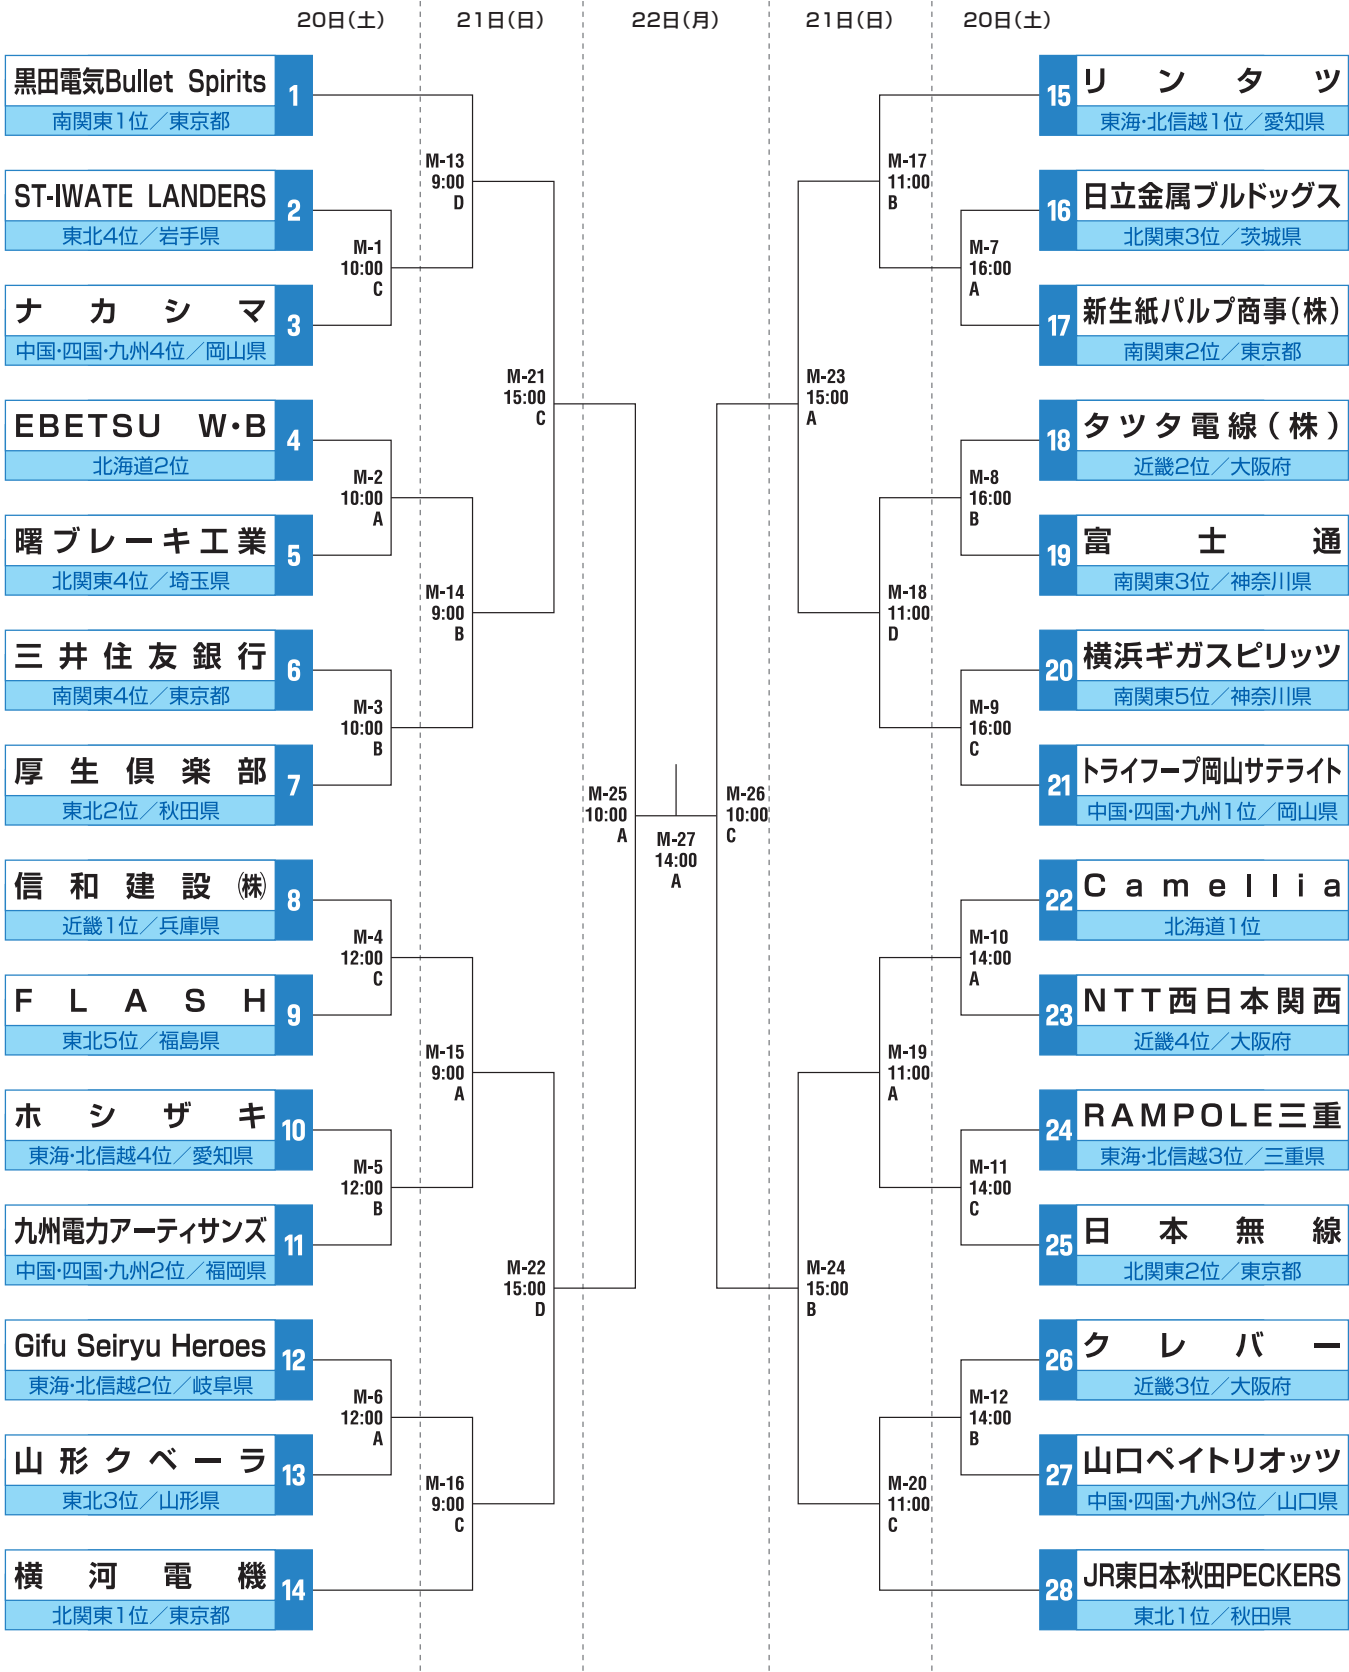 20日(土)
21日(日)
22日(月)
21日(日)
20日(土)
黒田電気Bullet Spirits
1
南関東1位／東京都
ST-IWATE LANDERS
2
東北4位／岩手県
ナカシマ
3
中国・四国・九州4位／岡山県
EBETSU W・B
4
北海道2位
曙ブレーキ工業
5
北関東4位／埼玉県
三井住友銀行
6
南関東4位／東京都
厚生倶楽部
7
東北2位／秋田県
信和建設㈱
8
近畿1位／兵庫県
FLASH
9
東北5位／福島県
ホシザキ
10
東海・北信越4位／愛知県
九州電力アーティサンズ
11
中国・四国・九州2位／福岡県
Gifu Seiryu Heroes
12
東海・北信越2位／岐阜県
山形クベーラ
13
東北3位／山形県
横河電機
14
北関東1位／東京都
M-1
10:00
C
M-2
10:00
A
M-3
10:00
B
M-4
12:00
C
M-5
12:00
B
M-6
12:00
A
M-13
9:00
D
M-14
9:00
B
M-15
9:00
A
M-16
9:00
C
M-21
15:00
C
M-22
15:00
D
M-25
10:00
A
M-27
14:00
A
M-26
10:00
C
M-23
15:00
A
M-24
15:00
B
M-17
11:00
B
M-18
11:00
D
M-19
11:00
A
M-20
11:00
C
M-7
16:00
A
M-8
16:00
B
M-9
16:00
C
M-10
14:00
A
M-11
14:00
C
M-12
14:00
B
15
リンタツ
東海・北信越1位／愛知県
16
日立金属ブルドッグス
北関東3位／茨城県
17
新生紙パルプ商事(株)
南関東2位／東京都
18
タツタ電線(株)
近畿2位／大阪府
19
富士通
南関東3位／神奈川県
20
横浜ギガスピリッツ
南関東5位／神奈川県
21
トライフープ岡山サテライト
中国・四国・九州1位／岡山県
22
Camellia
北海道1位
23
NTT西日本関西
近畿4位／大阪府
24
RAMPOLE三重
東海・北信越3位／三重県
25
日本無線
北関東2位／東京都
26
クレバー
近畿3位／大阪府
27
山口ペイトリオッツ
中国・四国・九州3位／山口県
28
JR東日本秋田PECKERS
東北1位／秋田県